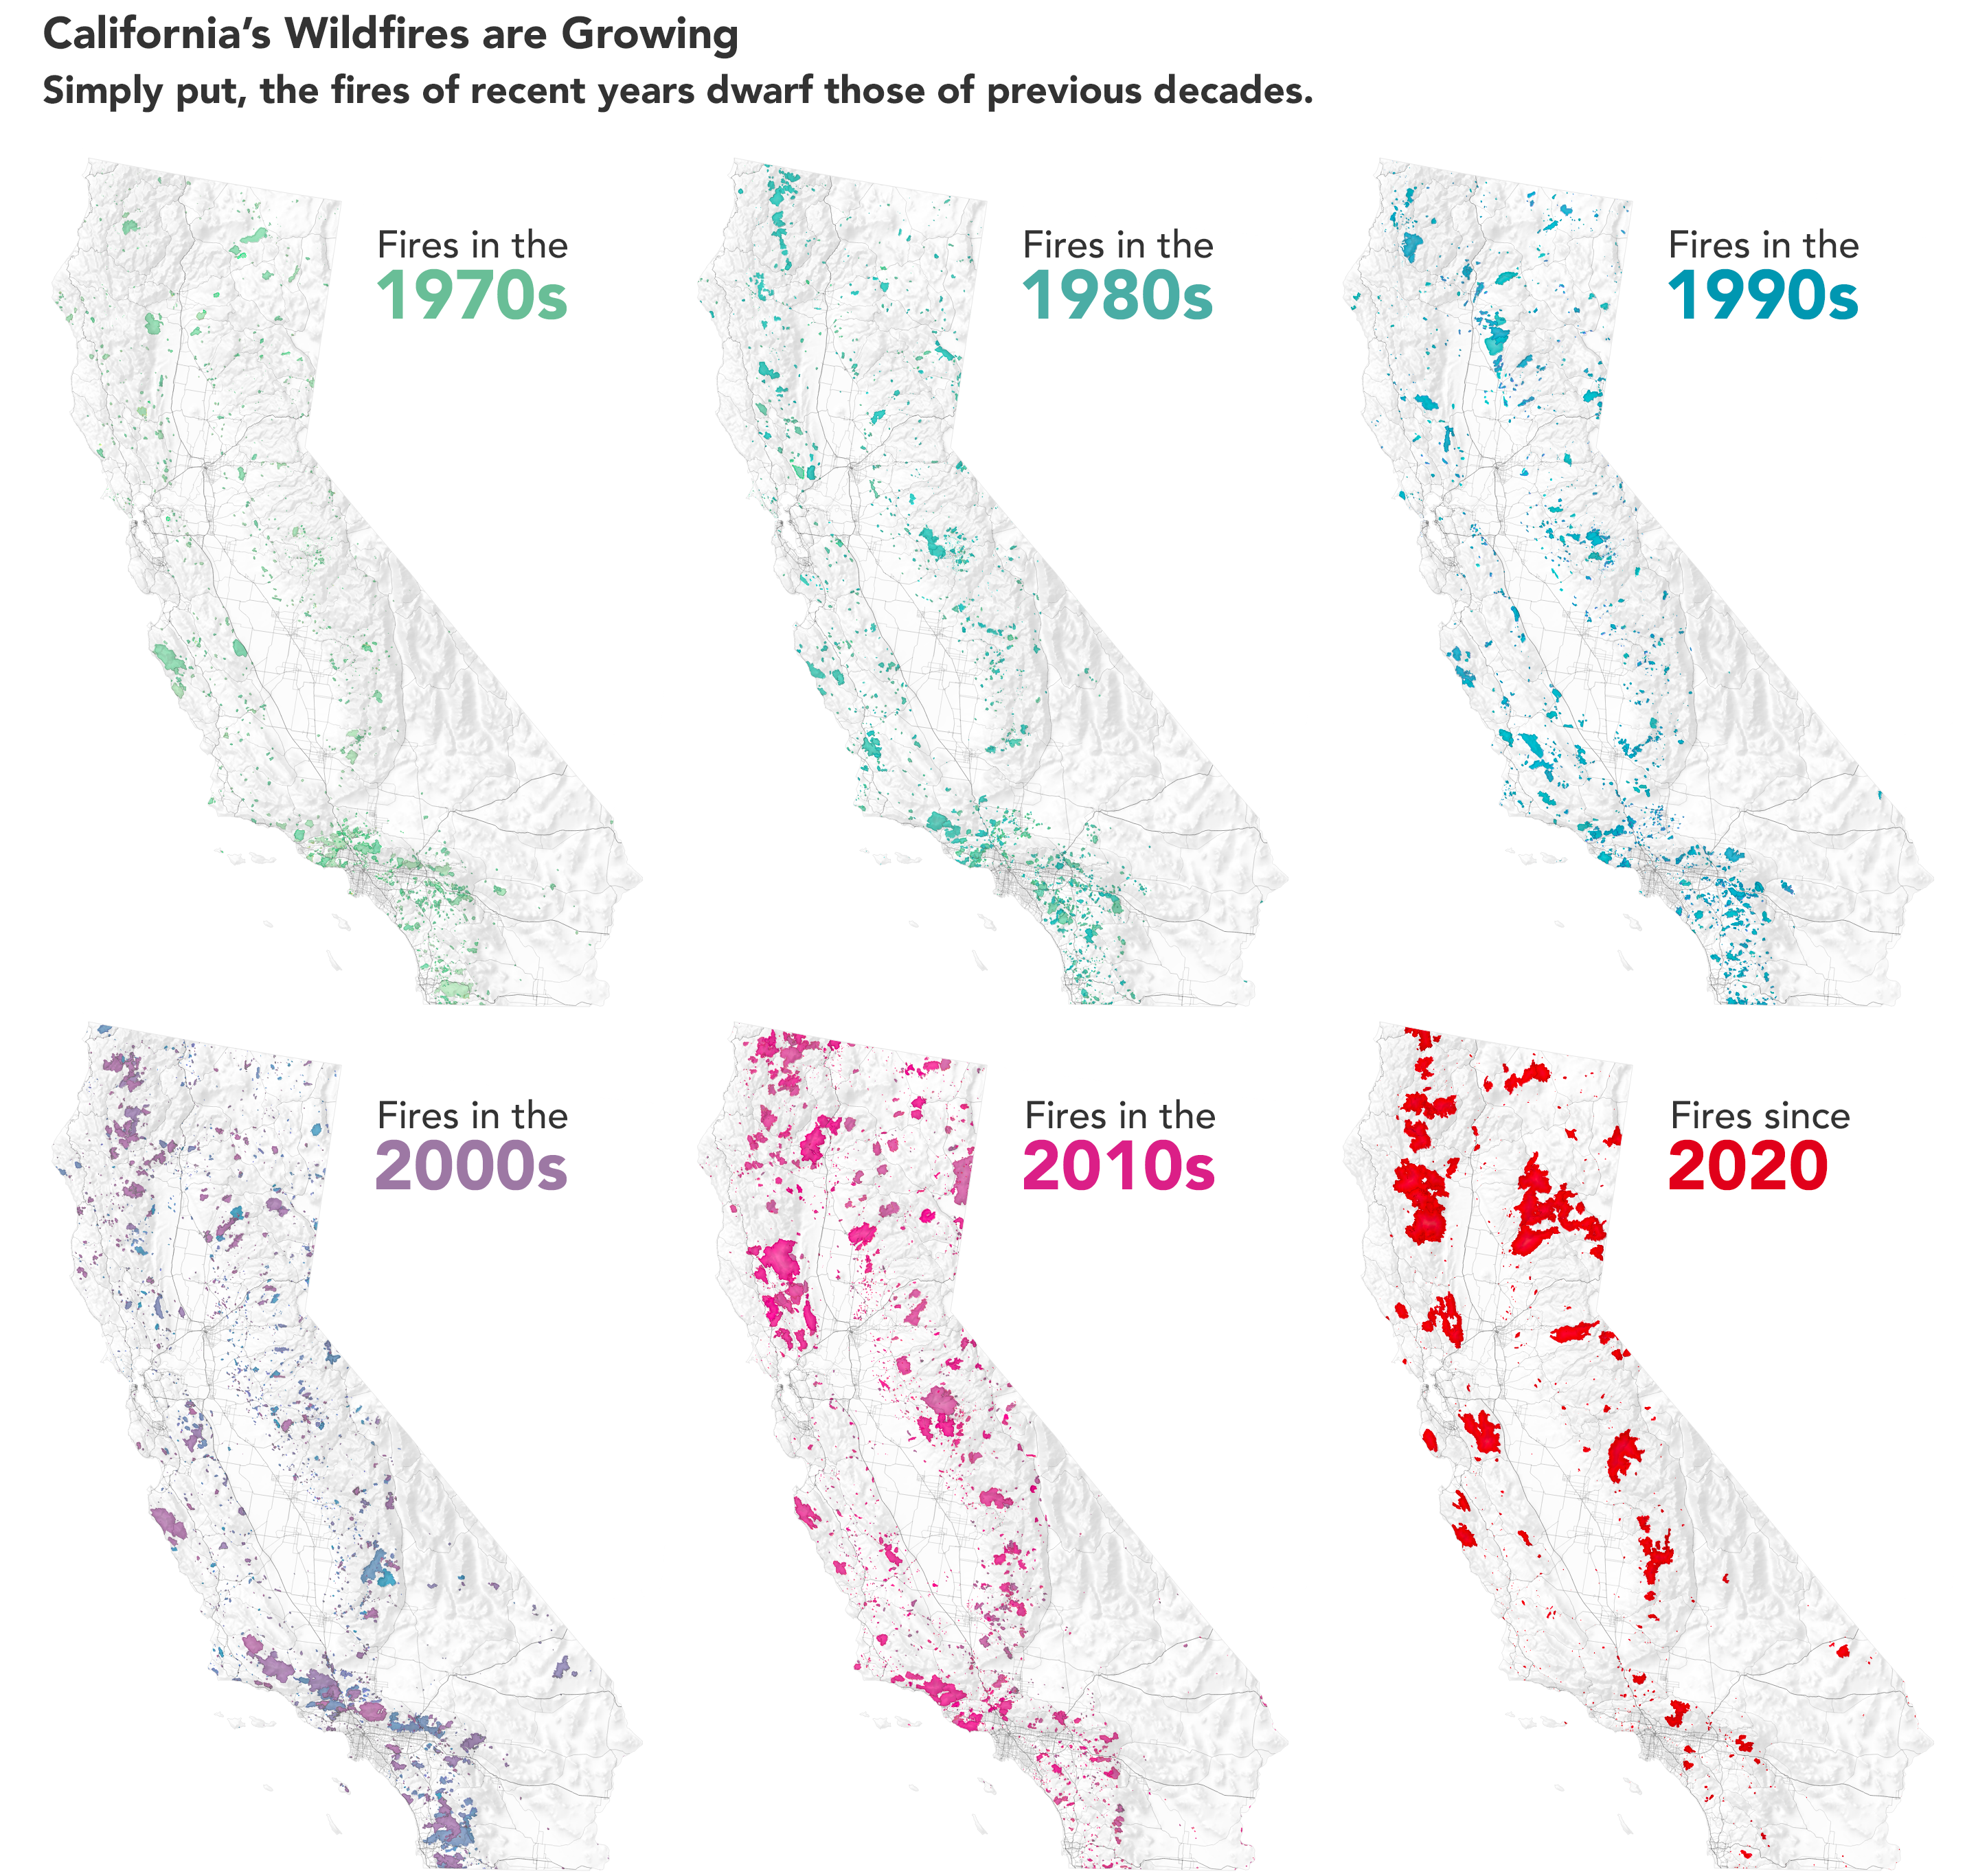 California’s Wildfires are Growing
Simply put, the fires of recent years dwarf those of previous decades.
Fires in the
1970s
Fires in the
1980s
Fires in the
1990s
Fires in the
2000s
Fires in the
2010s
Fires since
2020